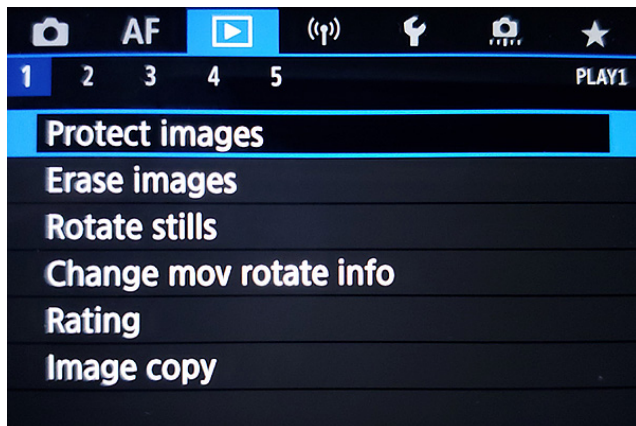 AF
1 2 3 4 5 PLAY1
Protect images
Erase images
Rotate stills
Change mov rotate info
Rating
Image copy